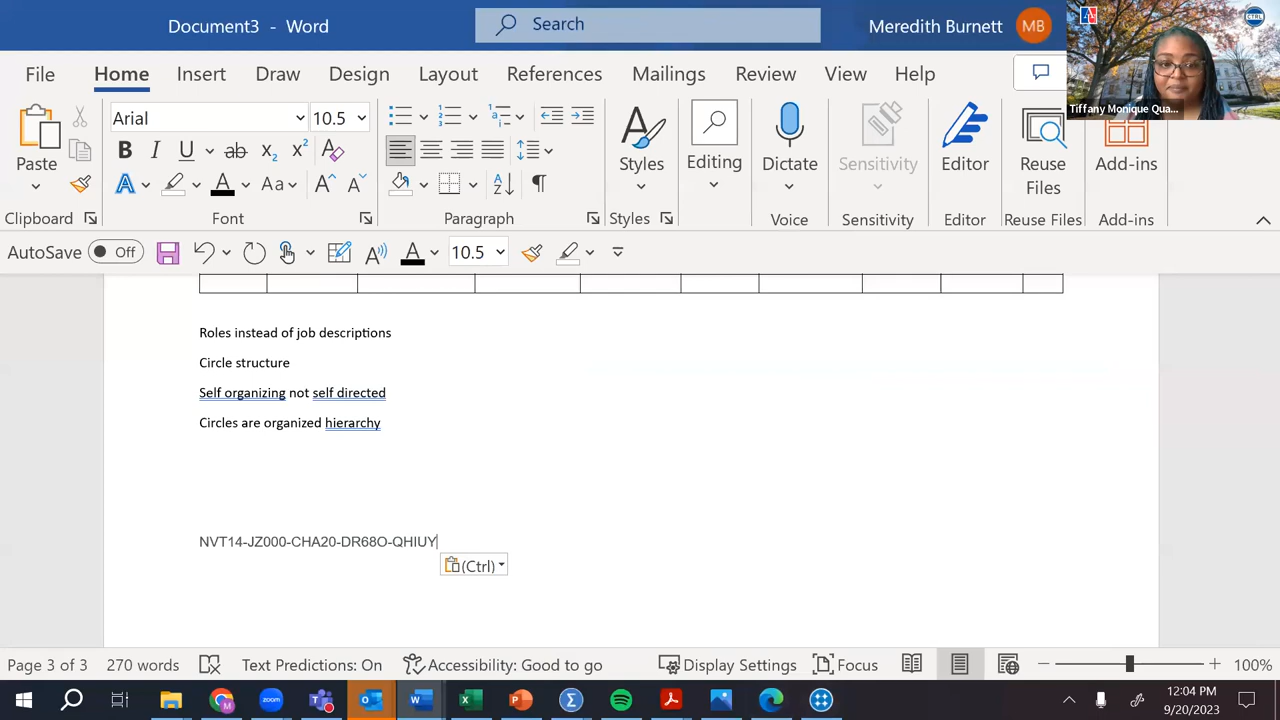 Document3 - Word
Search
Meredith Burnett
MB
File Home Insert Draw Design Layout References Mailings Review View Help
Tiffany Monique Qua...
CTRL
Arial
10.5
Paste
Styles
Editing
Dictate
Sensitivity
Editor
Reuse Files
Add-ins
Clipboard
Font
Paragraph
Styles
Voice
Sensitivity
Editor
Reuse Files
Add-ins
AutoSave Off
10.5
Roles instead of job descriptions
Circle structure
Self organizing not self directed
Circles are organized hierarchy
NVT14-JZ000-CHA20-DR68O-QHIUY
(Ctrl)
Page 3 of 3
270 words
Text Predictions: On
Accessibility: Good to go
Display Settings
Focus
100%
12:04 PM
9/20/2023